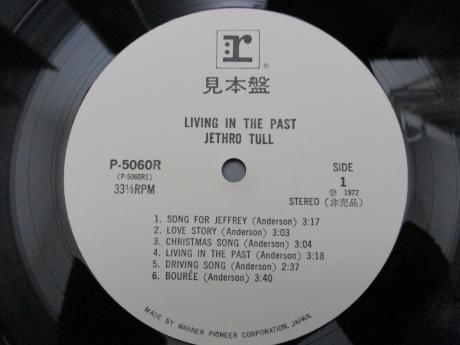 r
®
見本盤
LIVING IN THE PAST
JETHRO TULL
P-5060R
(P-5060R1)
33⅓RPM
SIDE
1
Ⓟ 1972
STEREO (非売品)
1. SONG FOR JEFFREY (Anderson) 3:17
2. LOVE STORY (Anderson) 3:03
3. CHRISTMAS SONG (Anderson) 3:04
4. LIVING IN THE PAST (Anderson) 3:18
5. DRIVING SONG (Anderson) 2:37
6. BOURÉE (Anderson) 3:40
MADE BY WARNER PIONEER CORPORATION, JAPAN.